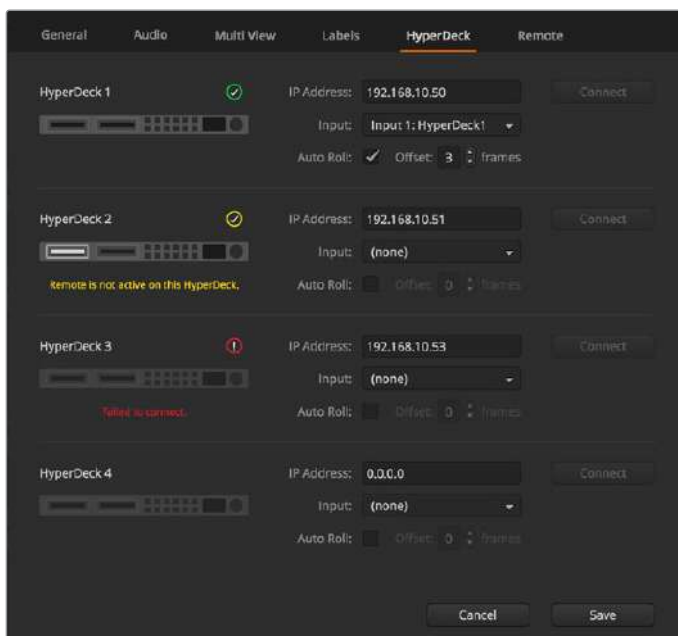 General Audio Multi View Labels HyperDeck Remote
HyperDeck 1 IP Address: 192.168.10.50 Connect
Input: Input 1: HyperDeck1
Auto Roll: Offset: 3 frames
HyperDeck 2 IP Address: 192.168.10.51 Connect
Input: (none)
Remote is not active on this HyperDeck. Auto Roll: Offset: 0 frames
HyperDeck 3 IP Address: 192.168.10.53 Connect
Input: (none)
Failed to connect. Auto Roll: Offset: 0 frames
HyperDeck 4 IP Address: 0.0.0.0 Connect
Input: (none)
Auto Roll: Offset: 0 frames
Cancel Save